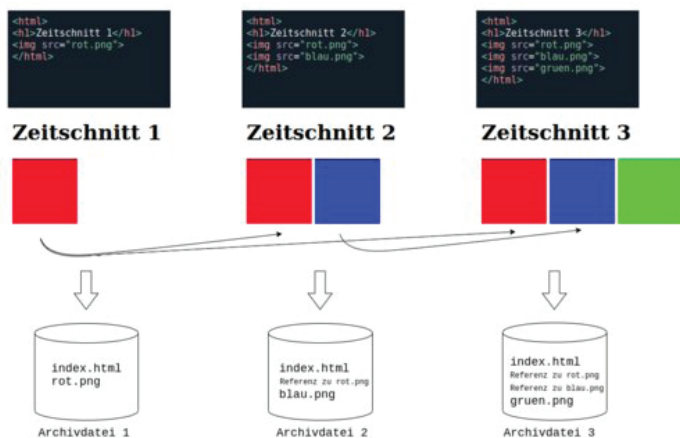 <html>
<h1>Zeitschnitt 1</h1>
<img src="rot.png">
</html>
<html>
<h1>Zeitschnitt 2</h1>
<img src="rot.png">
<img src="blau.png">
</html>
<html>
<h1>Zeitschnitt 3</h1>
<img src="rot.png">
<img src="blau.png">
<img src="gruen.png">
</html>
Zeitschnitt 1
Zeitschnitt 2
Zeitschnitt 3
index.html
rot.png
Archivdatei 1
index.html
Referenz zu rot.png
blau.png
Archivdatei 2
index.html
Referenz zu rot.png
Referenz zu blau.png
gruen.png
Archivdatei 3